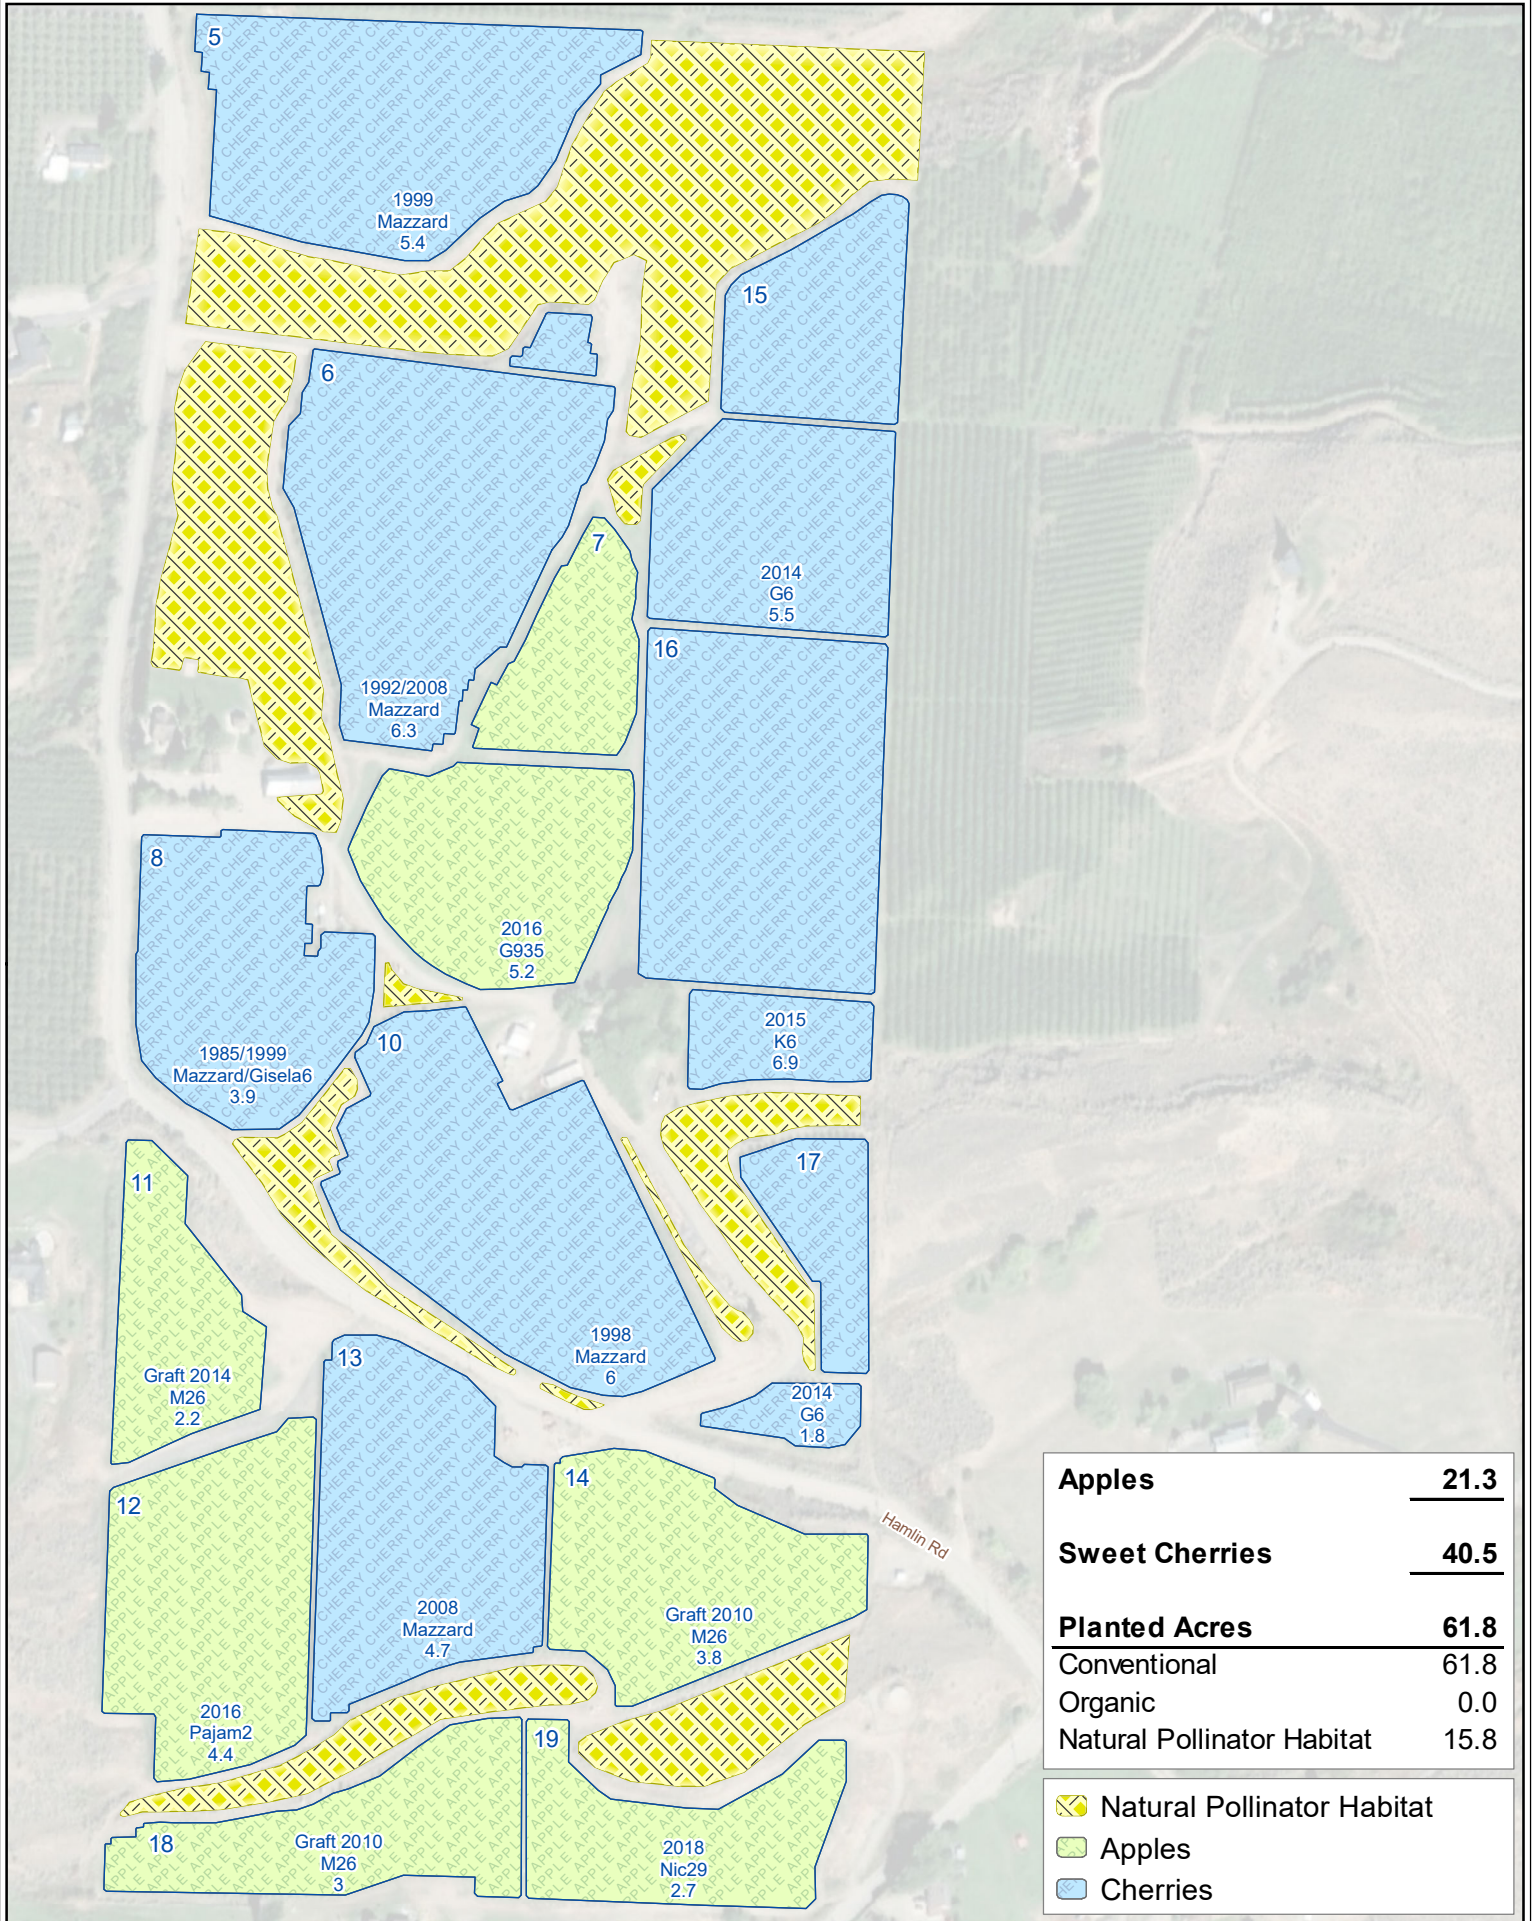 5
1999
Mazzard
5.4
15
6
7
2014
G6
5.5
16
1992/2008
Mazzard
6.3
8
2016
G935
5.2
2015
K6
6.9
10
1985/1999
Mazzard/Gisela6
3.9
17
11
1998
Mazzard
6
13
Graft 2014
M26
2.2
2014
G6
1.8
14
12
Hamlin Rd
2008
Mazzard
4.7
Graft 2010
M26
3.8
2016
Pajam2
4.4
19
18
Graft 2010
M26
3
2018
Nic29
2.7
CHERRY
APPLE
Apples 21.3
Sweet Cherries 40.5
Planted Acres 61.8
Conventional 61.8
Organic 0.0
Natural Pollinator Habitat 15.8
Natural Pollinator Habitat
Apples
Cherries